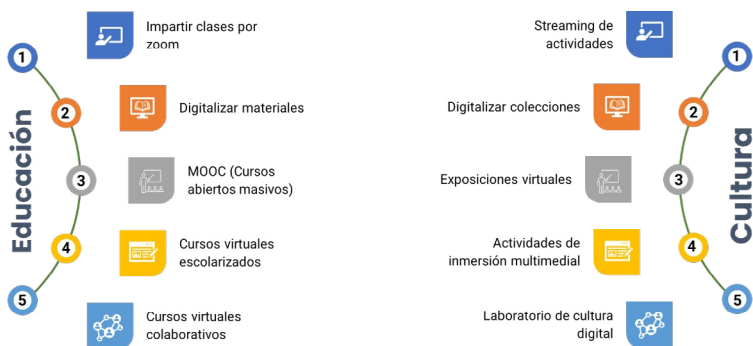 Educación
1
Impartir clases por
zoom
2
Digitalizar materiales
3
MOOC (Cursos
abiertos masivos)
4
Cursos virtuales
escolarizados
5
Cursos virtuales
colaborativos
Cultura
Streaming de
actividades
1
Digitalizar colecciones
2
Exposiciones virtuales
3
Actividades de
inmersión multimedial
4
Laboratorio de cultura
digital
5